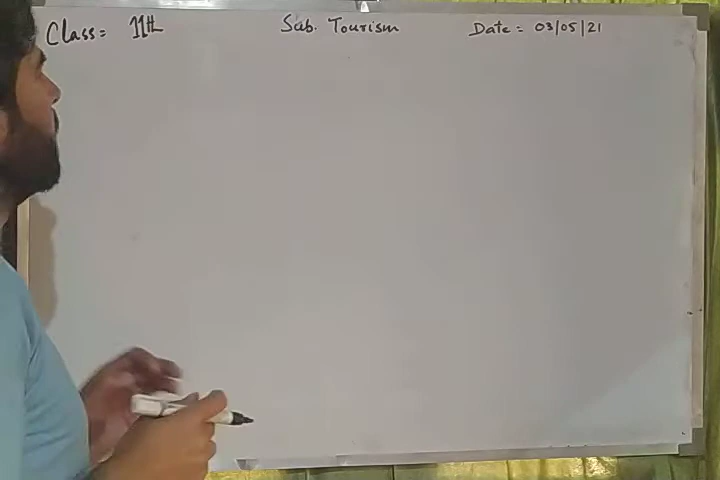 Class = 11th Sub. Tourism Date = 03/05/21